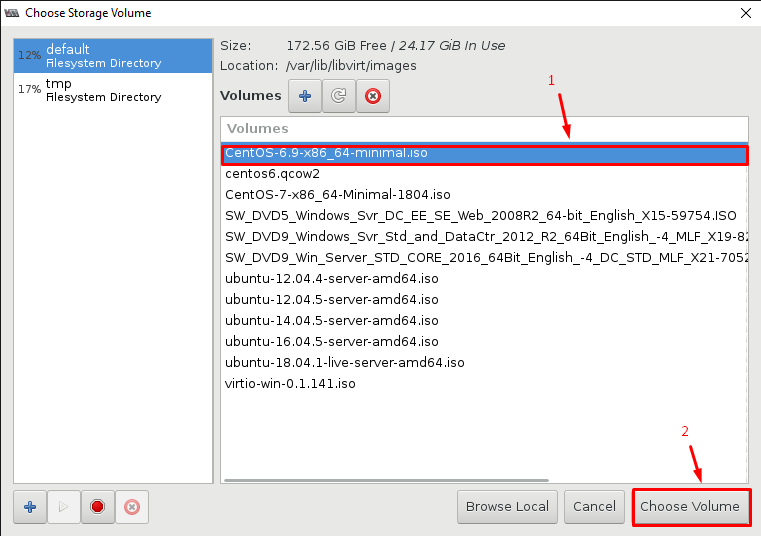 Choose Storage Volume
12% default
Filesystem Directory
17% tmp
Filesystem Directory
Size: 172.56 GiB Free / 24.17 GiB In Use
Location: /var/lib/libvirt/images
Volumes
1
Volumes
CentOS-6.9-x86_64-minimal.iso
centos6.qcow2
CentOS-7-x86_64-Minimal-1804.iso
SW_DVD5_Windows_Svr_DC_EE_SE_Web_2008R2_64-bit_English_X15-59754.ISO
SW_DVD9_Windows_Svr_Std_and_DataCtr_2012_R2_64Bit_English_-4_MLF_X19-82
SW_DVD9_Win_Server_STD_CORE_2016_64Bit_English_-4_DC_STD_MLF_X21-7052
ubuntu-12.04.4-server-amd64.iso
ubuntu-12.04.5-server-amd64.iso
ubuntu-14.04.5-server-amd64.iso
ubuntu-16.04.5-server-amd64.iso
ubuntu-18.04.1-live-server-amd64.iso
virtio-win-0.1.141.iso
2
Browse Local
Cancel
Choose Volume